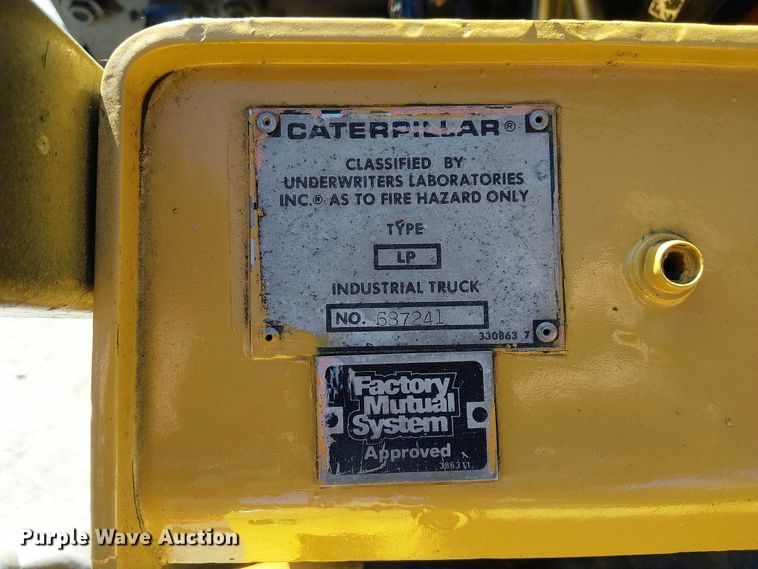 CATERPILLAR®
CLASSIFIED BY
UNDERWRITERS LABORATORIES
INC.® AS TO FIRE HAZARD ONLY
TYPE
LP
INDUSTRIAL TRUCK
NO. 687241
330863 7
Factory
Mutual
System
Approved
386311
Purple Wave Auction